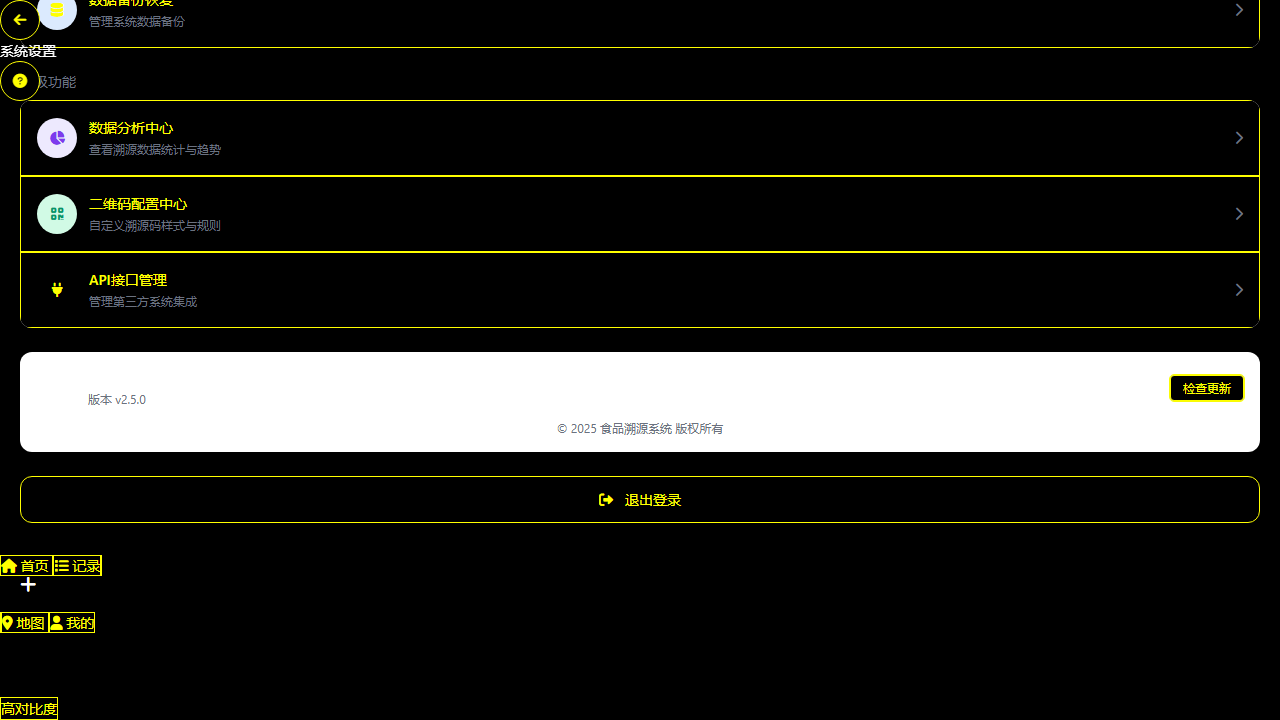 数据备份恢复
管理系统数据备份
系统设置
级功能
数据分析中心
查看溯源数据统计与趋势
二维码配置中心
自定义溯源码样式与规则
API接口管理
管理第三方系统集成
检查更新
版本 v2.5.0
© 2025 食品溯源系统 版权所有
退出登录
首页 记录
地图 我的
高对比度